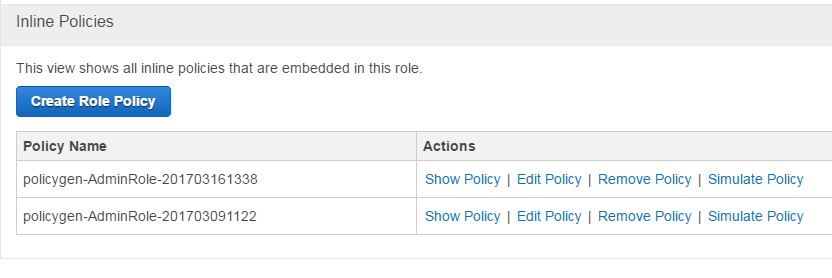 Inline Policies
This view shows all inline policies that are embedded in this role.
Create Role Policy
Policy Name Actions
policygen-AdminRole-201703161338 Show Policy | Edit Policy | Remove Policy | Simulate Policy
policygen-AdminRole-201703091122 Show Policy | Edit Policy | Remove Policy | Simulate Policy